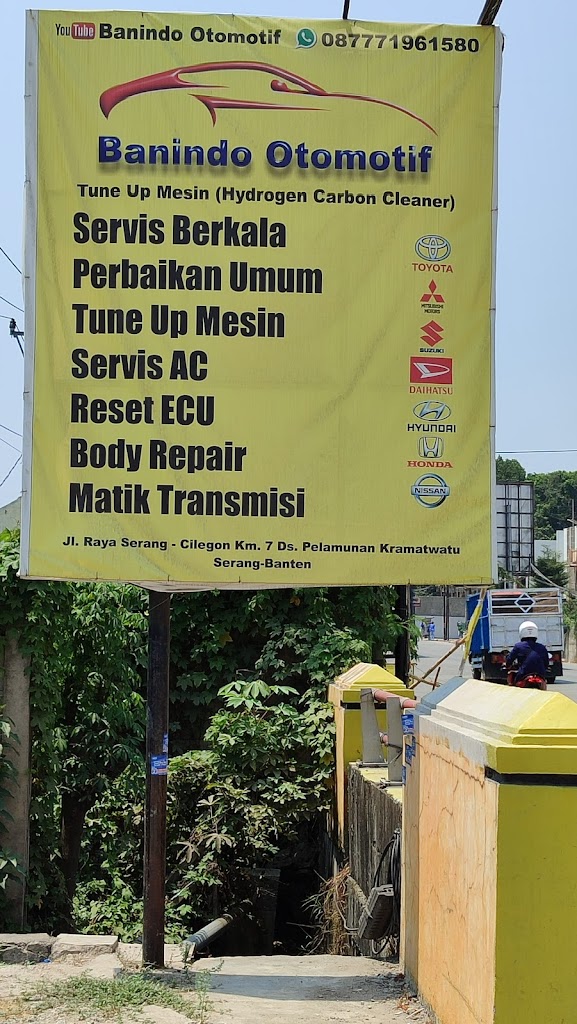 YouTube Banindo Otomotif 087771961580
Banindo Otomotif
Tune Up Mesin (Hydrogen Carbon Cleaner)
Servis Berkala
Perbaikan Umum
Tune Up Mesin
Servis AC
Reset ECU
Body Repair
Matik Transmisi
TOYOTA
MITSUBISHI
MOTORS
SUZUKI
DAIHATSU
HYUNDAI
HONDA
NISSAN
Jl. Raya Serang - Cilegon Km. 7 Ds. Pelamunan Kramatwatu
Serang-Banten